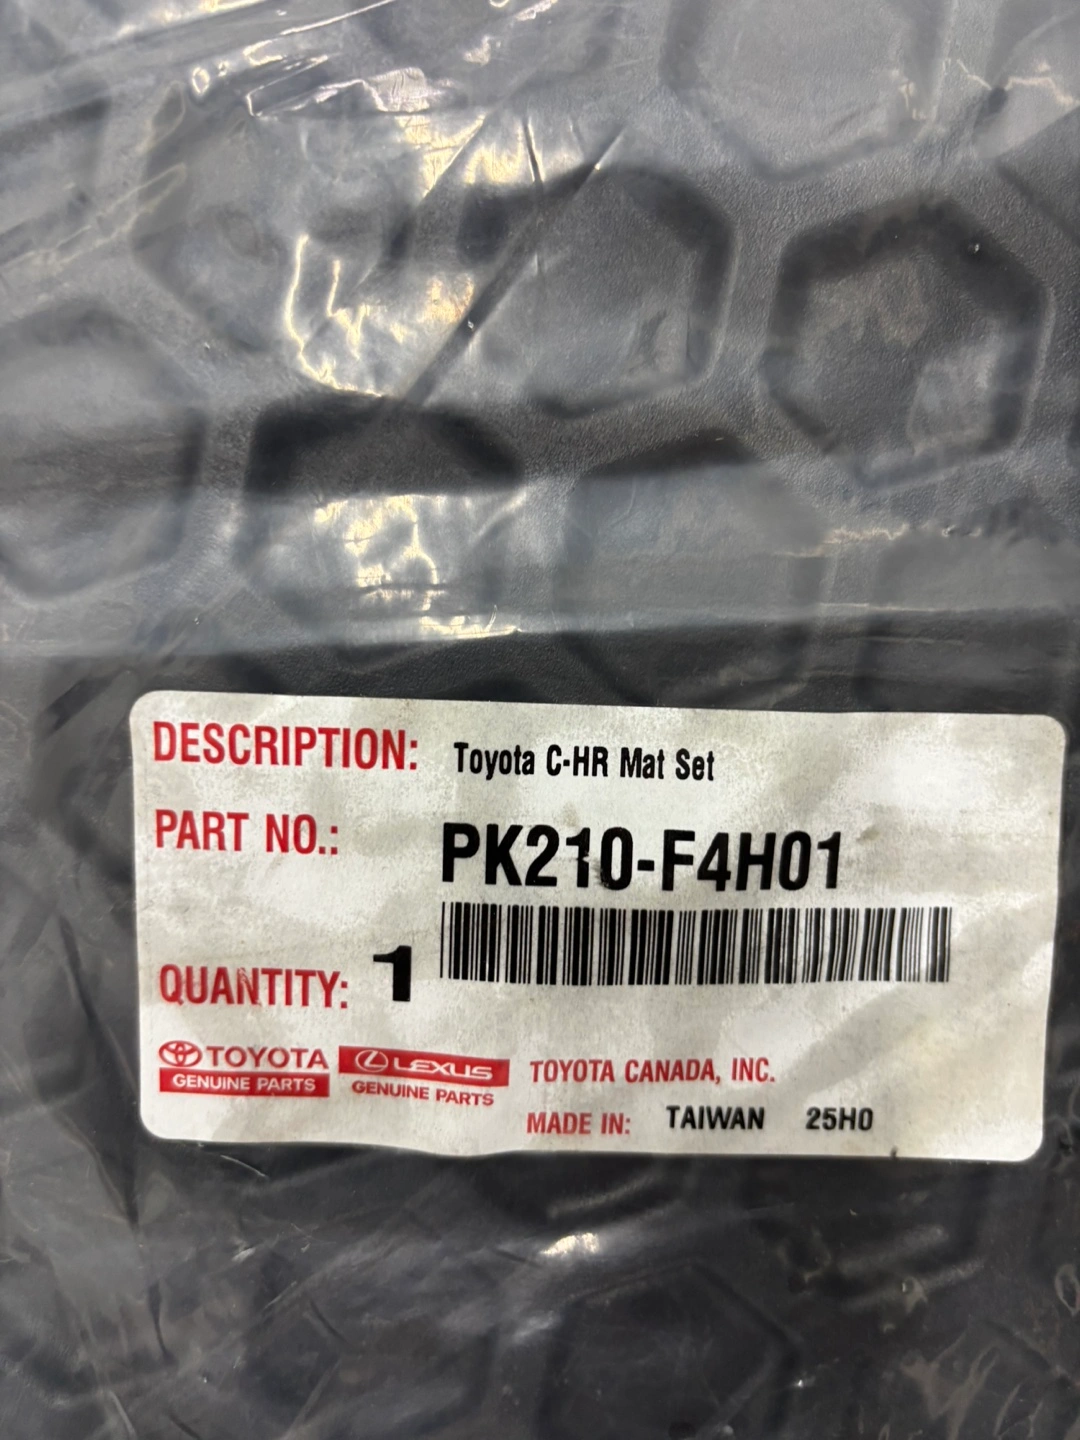 DESCRIPTION: Toyota C-HR Mat Set
PART NO.: PK210-F4H01
QUANTITY: 1
TOYOTA
GENUINE PARTS
LEXUS
GENUINE PARTS
TOYOTA CANADA, INC.
MADE IN: TAIWAN 25H0